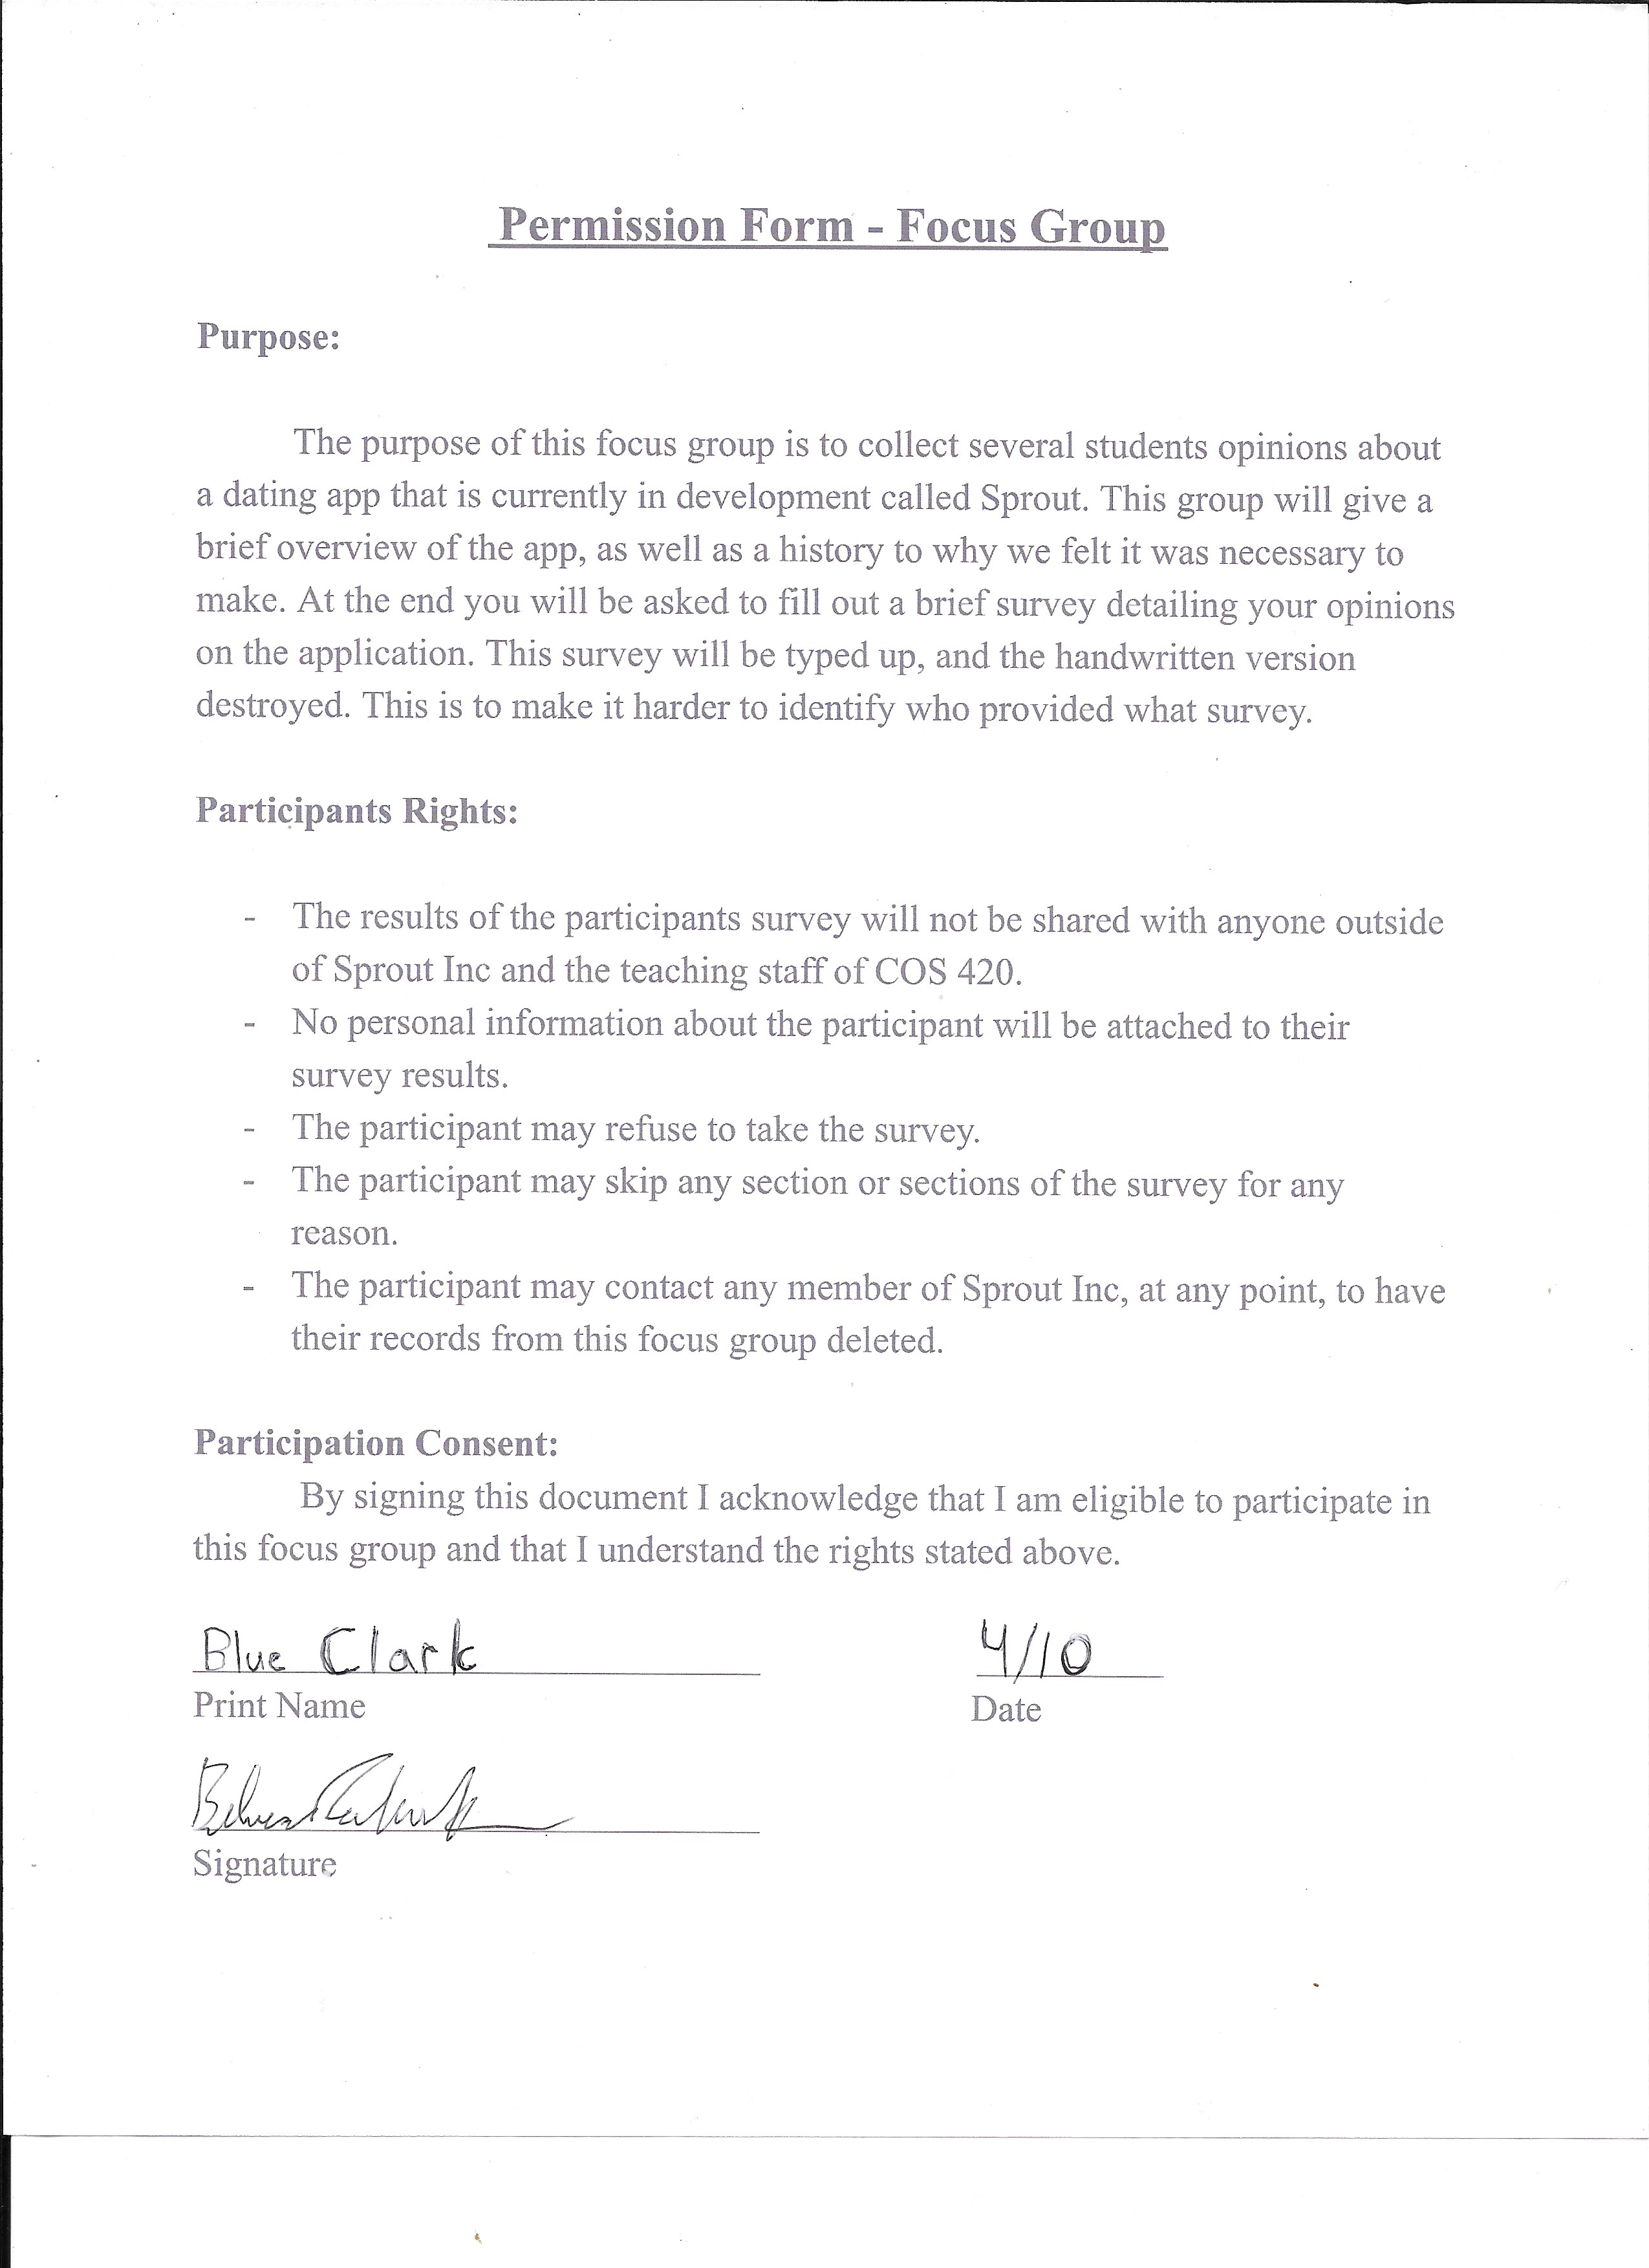 Permission Form - Focus Group
Purpose:
The purpose of this focus group is to collect several students opinions about
a dating app that is currently in development called Sprout. This group will give a
brief overview of the app, as well as a history to why we felt it was necessary to
make. At the end you will be asked to fill out a brief survey detailing your opinions
on the application. This survey will be typed up, and the handwritten version
destroyed. This is to make it harder to identify who provided what survey.
Participants Rights:
- The results of the participants survey will not be shared with anyone outside
of Sprout Inc and the teaching staff of COS 420.
- No personal information about the participant will be attached to their
survey results.
- The participant may refuse to take the survey.
- The participant may skip any section or sections of the survey for any
reason.
- The participant may contact any member of Sprout Inc, at any point, to have
their records from this focus group deleted.
Participation Consent:
By signing this document I acknowledge that I am eligible to participate in
this focus group and that I understand the rights stated above.
Blue Clark 4/10
Print Name Date
Signature